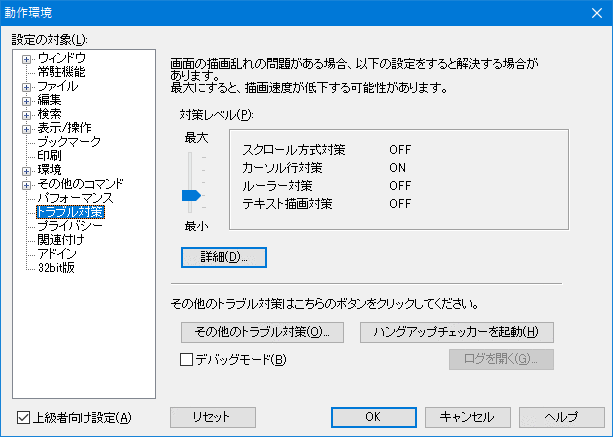 動作環境
設定の対象(L):
ウィンドウ
常駐機能
ファイル
編集
検索
表示/操作
ブックマーク
印刷
環境
その他のコマンド
パフォーマンス
トラブル対策
プライバシー
関連付け
アドイン
32bit版
画面の描画乱れの問題がある場合、以下の設定をすると解決する場合が
あります。
最大にすると、描画速度が低下する可能性があります。
対策レベル(P):
最大
最小
スクロール方式対策 OFF
カーソル行対策 ON
ルーラー対策 OFF
テキスト描画対策 OFF
詳細(D)...
その他のトラブル対策はこちらのボタンをクリックしてください。
その他のトラブル対策(O)...
ハングアップチェッカーを起動(H)
デバッグモード(B)
ログを開く(G)...
上級者向け設定(A)
リセット
OK
キャンセル
ヘルプ